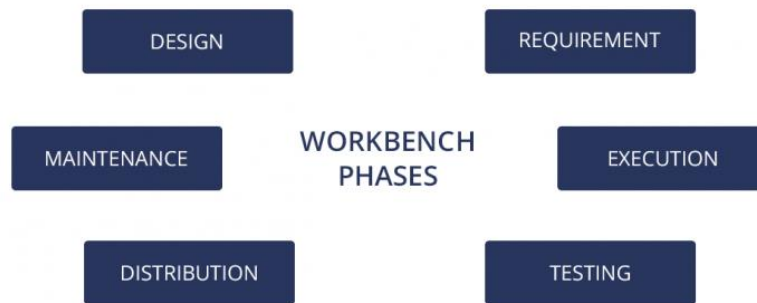 DESIGN
REQUIREMENT
MAINTENANCE
WORKBENCH
PHASES
EXECUTION
DISTRIBUTION
TESTING